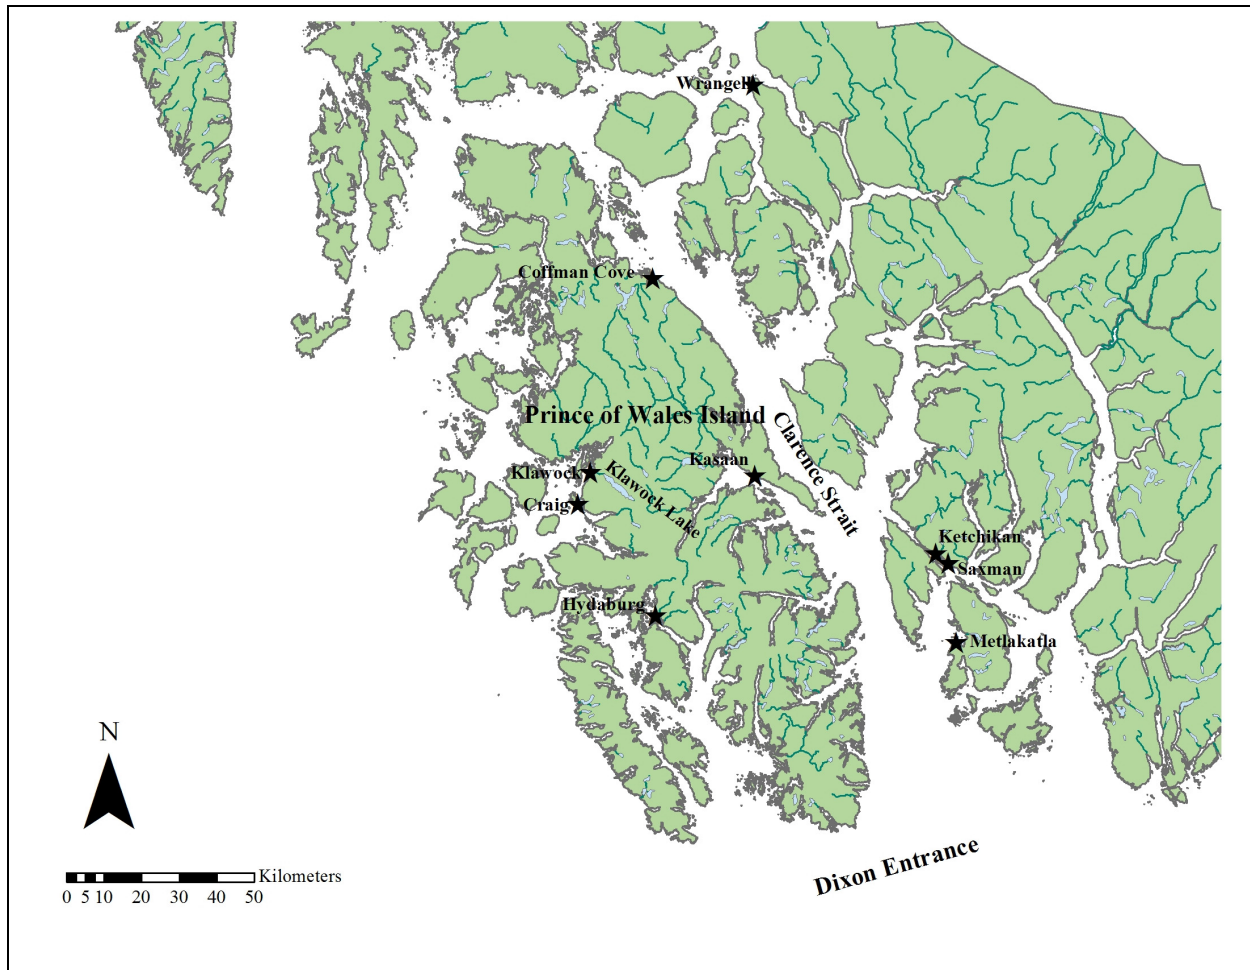 Wrangell
Coffman Cove
Prince of Wales Island
Clarence Strait
Kasaan
Klawock
Klawock Lake
Craig
Ketchikan
Saxman
Hydaburg
Metlakatla
N
Dixon Entrance
Kilometers
0 5 10 20 30 40 50